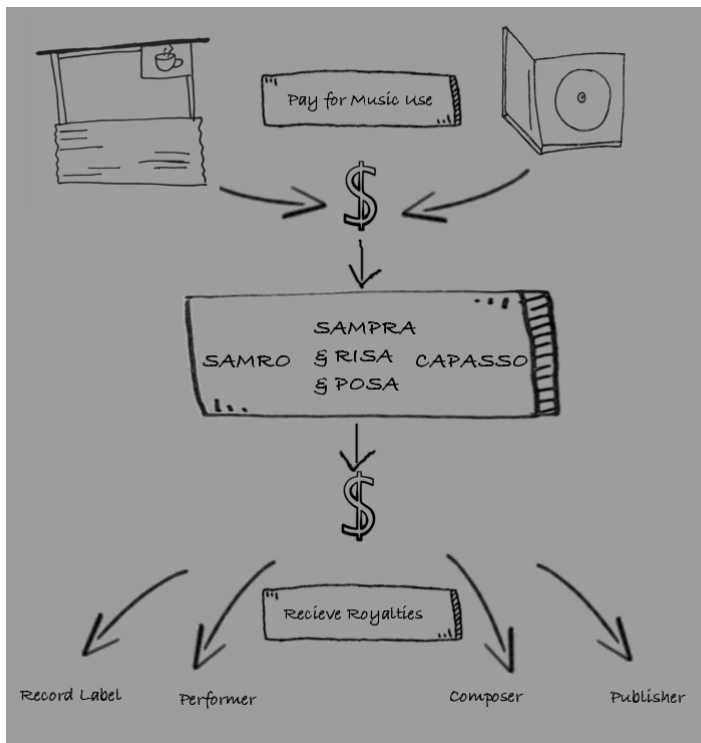 Pay for Music Use
SAMRO
SAMPRA
& RISA
& POSA
CAPASSO
Recieve Royalties
Record Label
Performer
Composer
Publisher